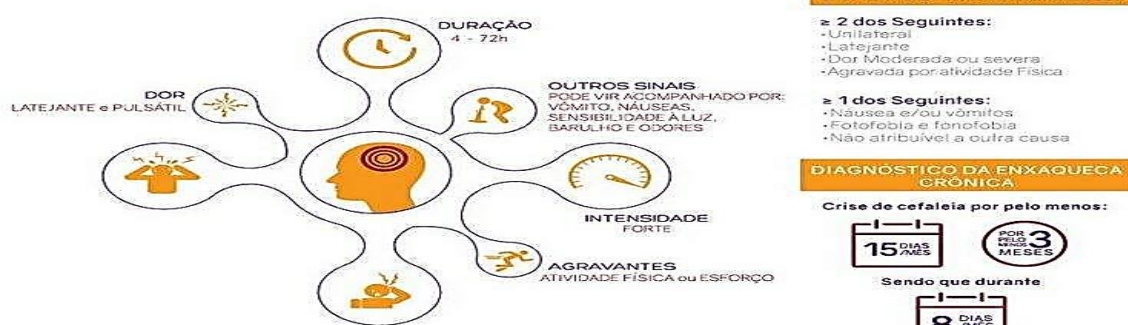 DURAÇÃO
4 - 72h
DOR
LATEJANTE e PULSÁTIL
OUTROS SINAIS
PODE VIR ACOMPANHADO POR:
VÔMITO, NÁUSEAS,
SENSIBILIDADE À LUZ,
BARULHO E ODORES
INTENSIDADE
FORTE
AGRAVANTES
ATIVIDADE FÍSICA ou ESFORÇO
≥ 2 dos Seguintes:
-Unilateral
-Latejante
-Dor Moderada ou severa
-Agravada por atividade Física
≥ 1 dos Seguintes:
-Náusea e/ou vômitos
-Fotofobia e fonofobia
-Não atribuível a outra causa
DIAGNÓSTICO DA ENXAQUECA
CRÔNICA
Crise de cefaleia por pelo menos:
15 DIAS /MÊS
POR PELO MENOS 3
MESES
Sendo que durante
8 DIAS